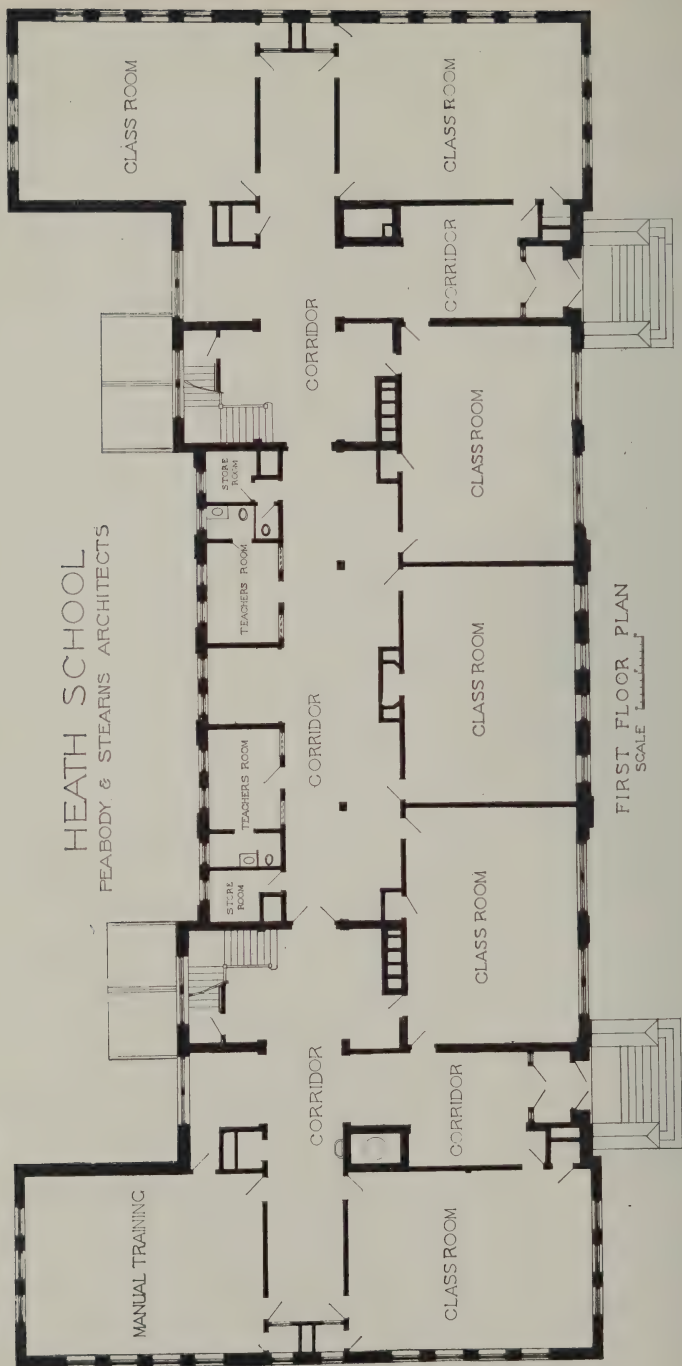 HEATH SCHOOL
PEABODY & STEARNS ARCHITECTS
MANUAL TRAINING
CLASS ROOM
STORE
ROOM
TEACHERS ROOM
TEACHERS ROOM
STORE
ROOM
CORRIDOR
CORRIDOR
CORRIDOR
CORRIDOR
CORRIDOR
CLASS ROOM
CLASS ROOM
CLASS ROOM
CLASS ROOM
CLASS ROOM
FIRST FLOOR PLAN
SCALE